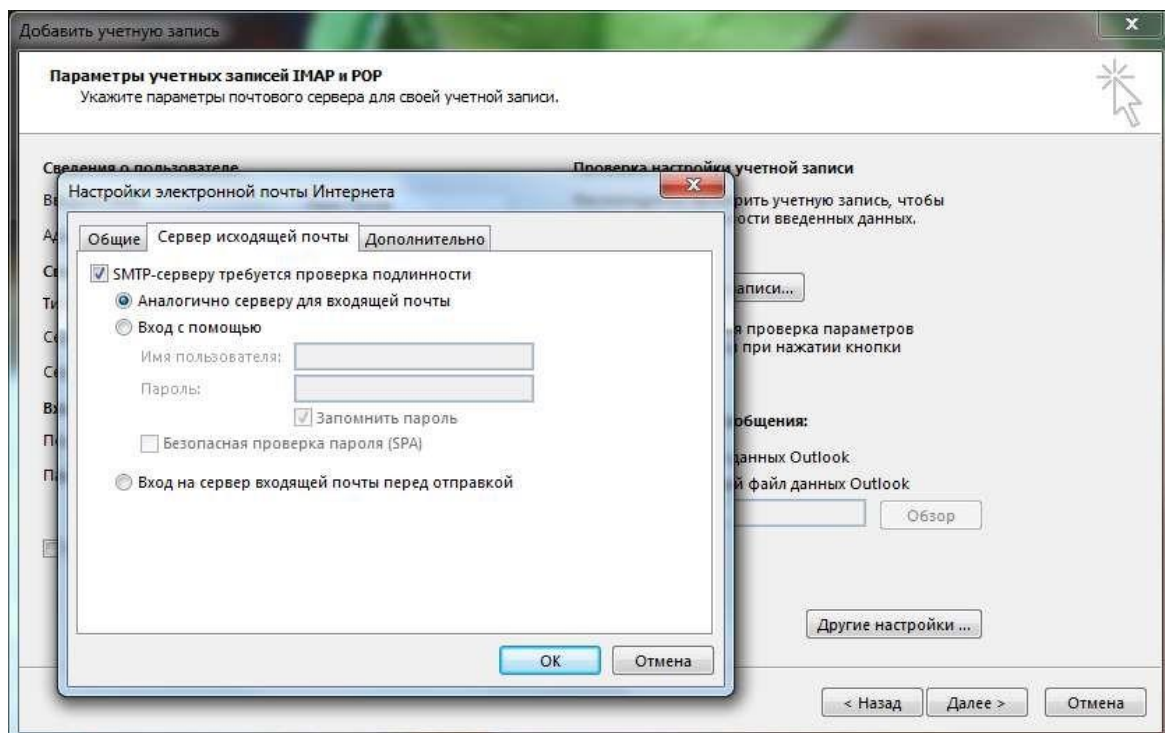 Добавить учетную запись
Параметры учетных записей IMAP и POP
Укажите параметры почтового сервера для своей учетной записи.
Сведения о пользователе
Проверка настройки учетной записи
рить учетную запись, чтобы
ости введенных данных.
аписи...
я проверка параметров
при нажатии кнопки
общения:
данных Outlook
й файл данных Outlook
Обзор
Другие настройки ...
< Назад
Далее >
Отмена
Настройки электронной почты Интернета
Общие
Сервер исходящей почты
Дополнительно
SMTP-серверу требуется проверка подлинности
Аналогично серверу для входящей почты
Вход с помощью
Имя пользователя:
Пароль:
Запомнить пароль
Безопасная проверка пароля (SPA)
Вход на сервер входящей почты перед отправкой
ОК
Отмена